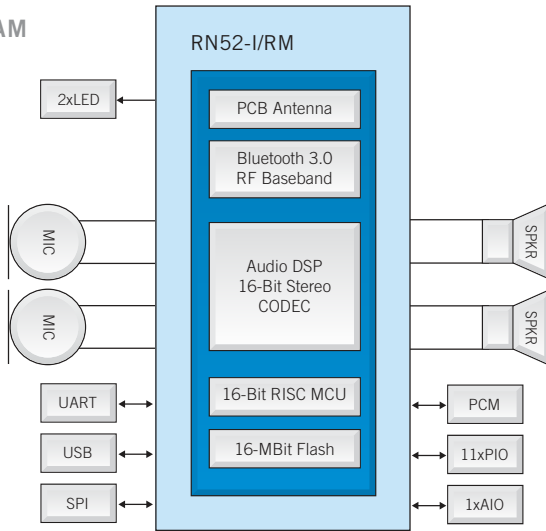 AM
RN52-I/RM
2xLED
PCB Antenna
Bluetooth 3.0
RF Baseband
MIC
SPKR
Audio DSP
16-Bit Stereo
CODEC
MIC
SPKR
UART
16-Bit RISC MCU
PCM
USB
16-MBit Flash
11xPIO
SPI
1xAIO